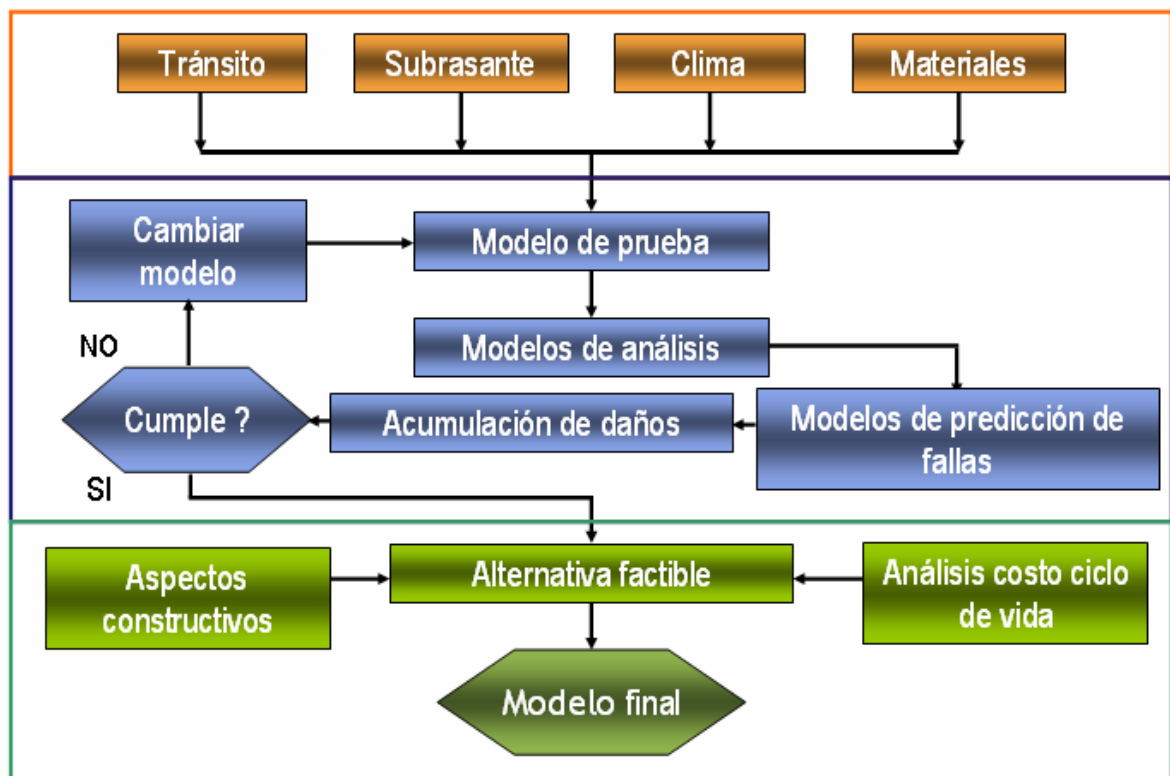 Tránsito
Subrasante
Clima
Materiales
Cambiar
modelo
Modelo de prueba
NO
Modelos de análisis
Cumple ?
Acumulación de daños
Modelos de predicción de
fallas
SI
Aspectos
constructivos
Alternativa factible
Análisis costo ciclo
de vida
Modelo final